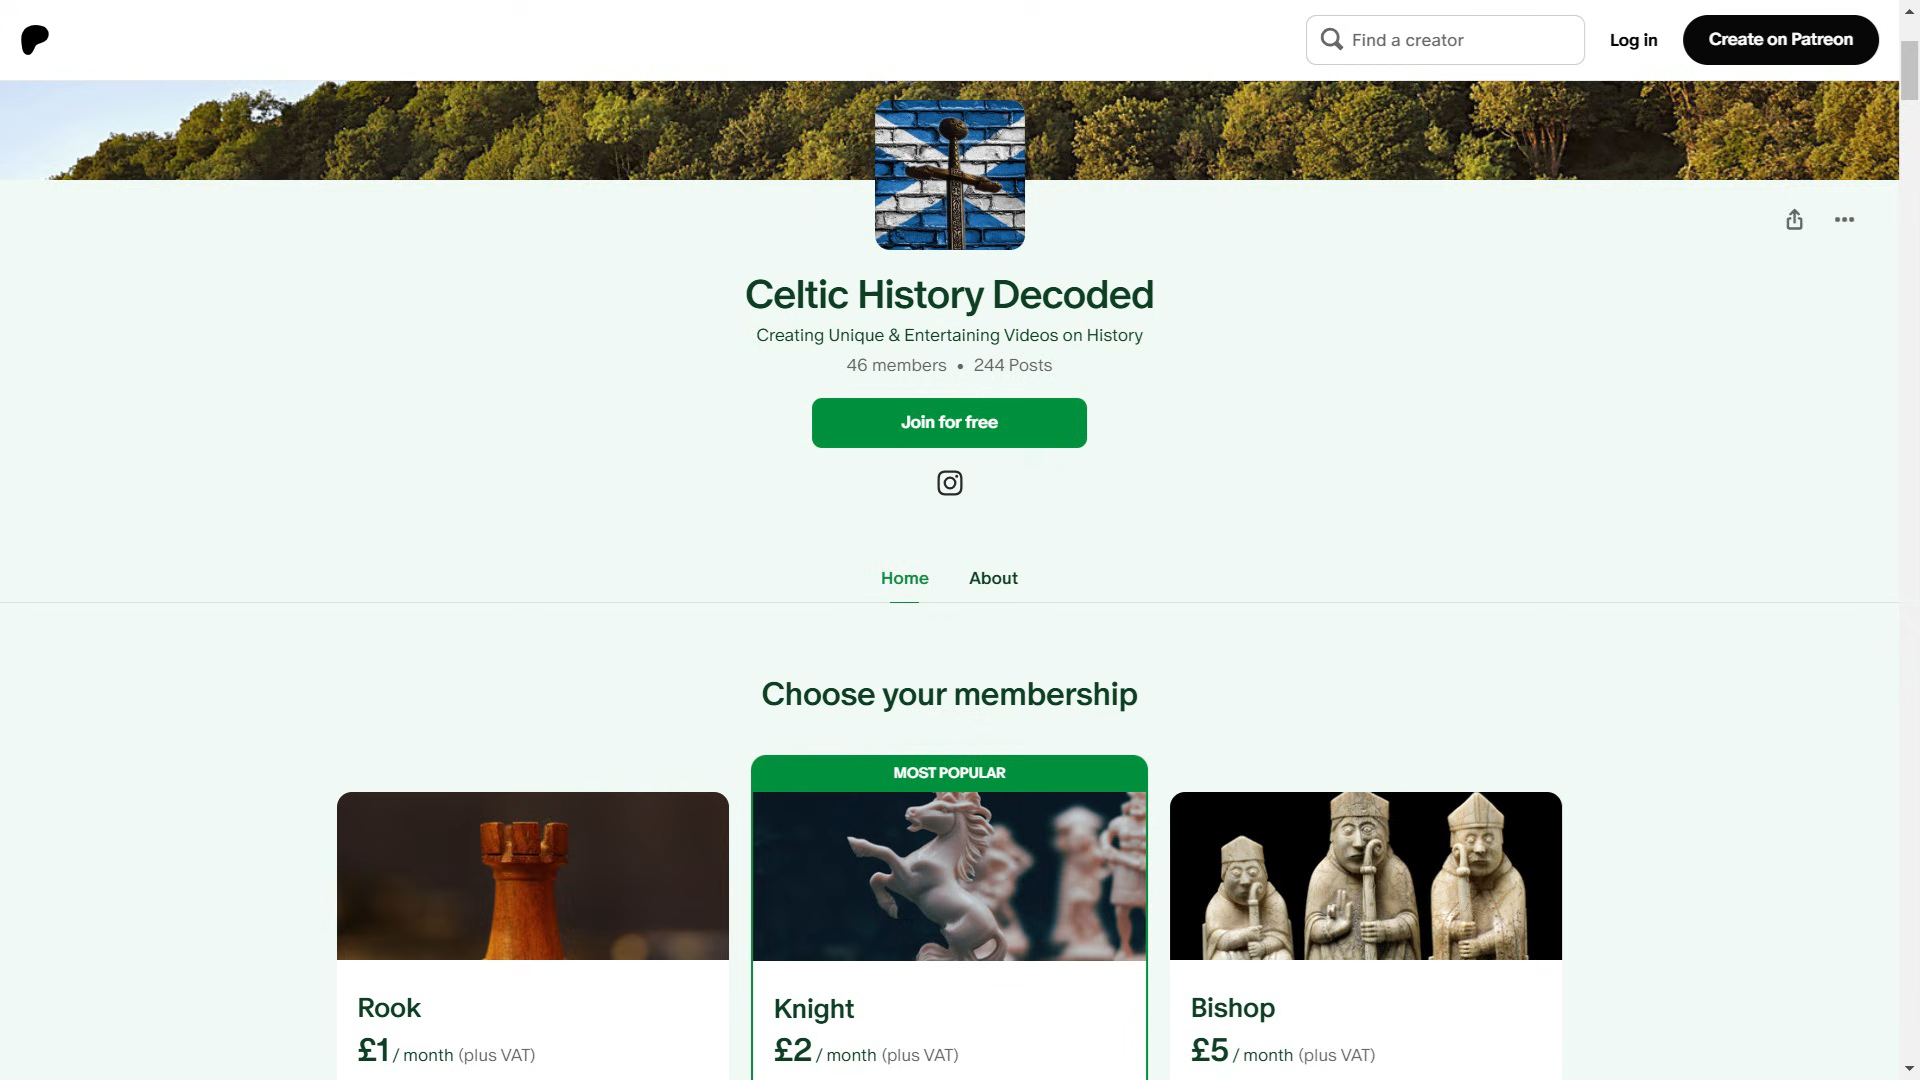 Find a creator
Log in
Create on Patreon
Celtic History Decoded
Creating Unique & Entertaining Videos on History
46 members • 244 Posts
Join for free
Home
About
Choose your membership
MOST POPULAR
Rook
£1 / month (plus VAT)
Knight
£2 / month (plus VAT)
Bishop
£5 / month (plus VAT)